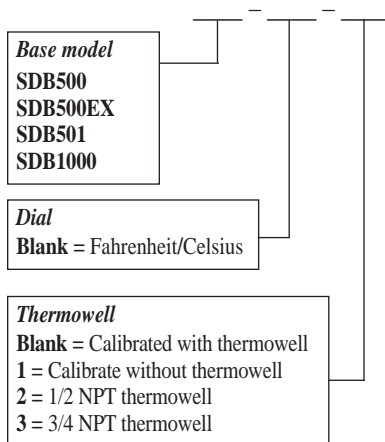 Base model
SDB500
SDB500EX
SDB501
SDB1000
Dial
Blank = Fahrenheit/Celsius
Thermowell
Blank = Calibrated with thermowell
1 = Calibrate without thermowell
2 = 1/2 NPT thermowell
3 = 3/4 NPT thermowell